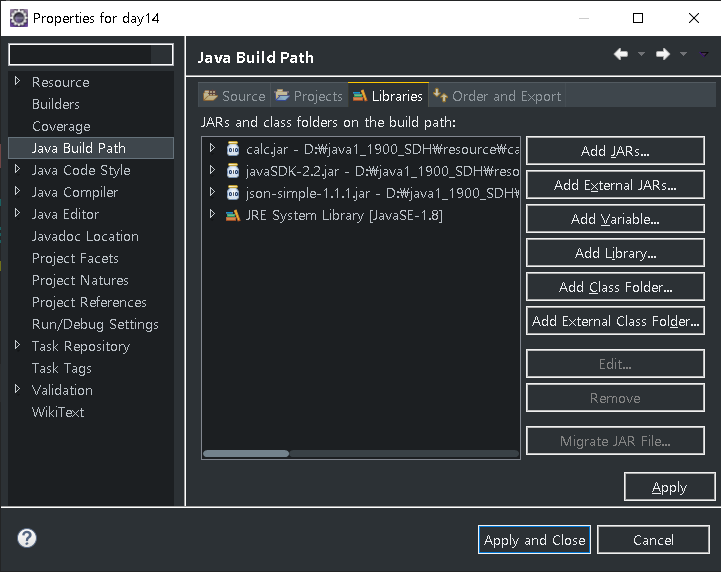 Properties for day14
Resource
Builders
Coverage
Java Build Path
Java Code Style
Java Compiler
Java Editor
Javadoc Location
Project Facets
Project Natures
Project References
Run/Debug Settings
Task Repository
Task Tags
Validation
WikiText
Java Build Path
Source Projects Libraries Order and Export
JARs and class folders on the build path:
calc.jar - D:₩java1_1900_SDH₩resource₩ca
javaSDK-2.2.jar - D:₩java1_1900_SDH₩reso
json-simple-1.1.1.jar - D:₩java1_1900_SDH₩
JRE System Library [JavaSE-1.8]
Add JARs...
Add External JARs...
Add Variable...
Add Library...
Add Class Folder...
Add External Class Folder...
Edit...
Remove
Migrate JAR File...
Apply
Apply and Close
Cancel